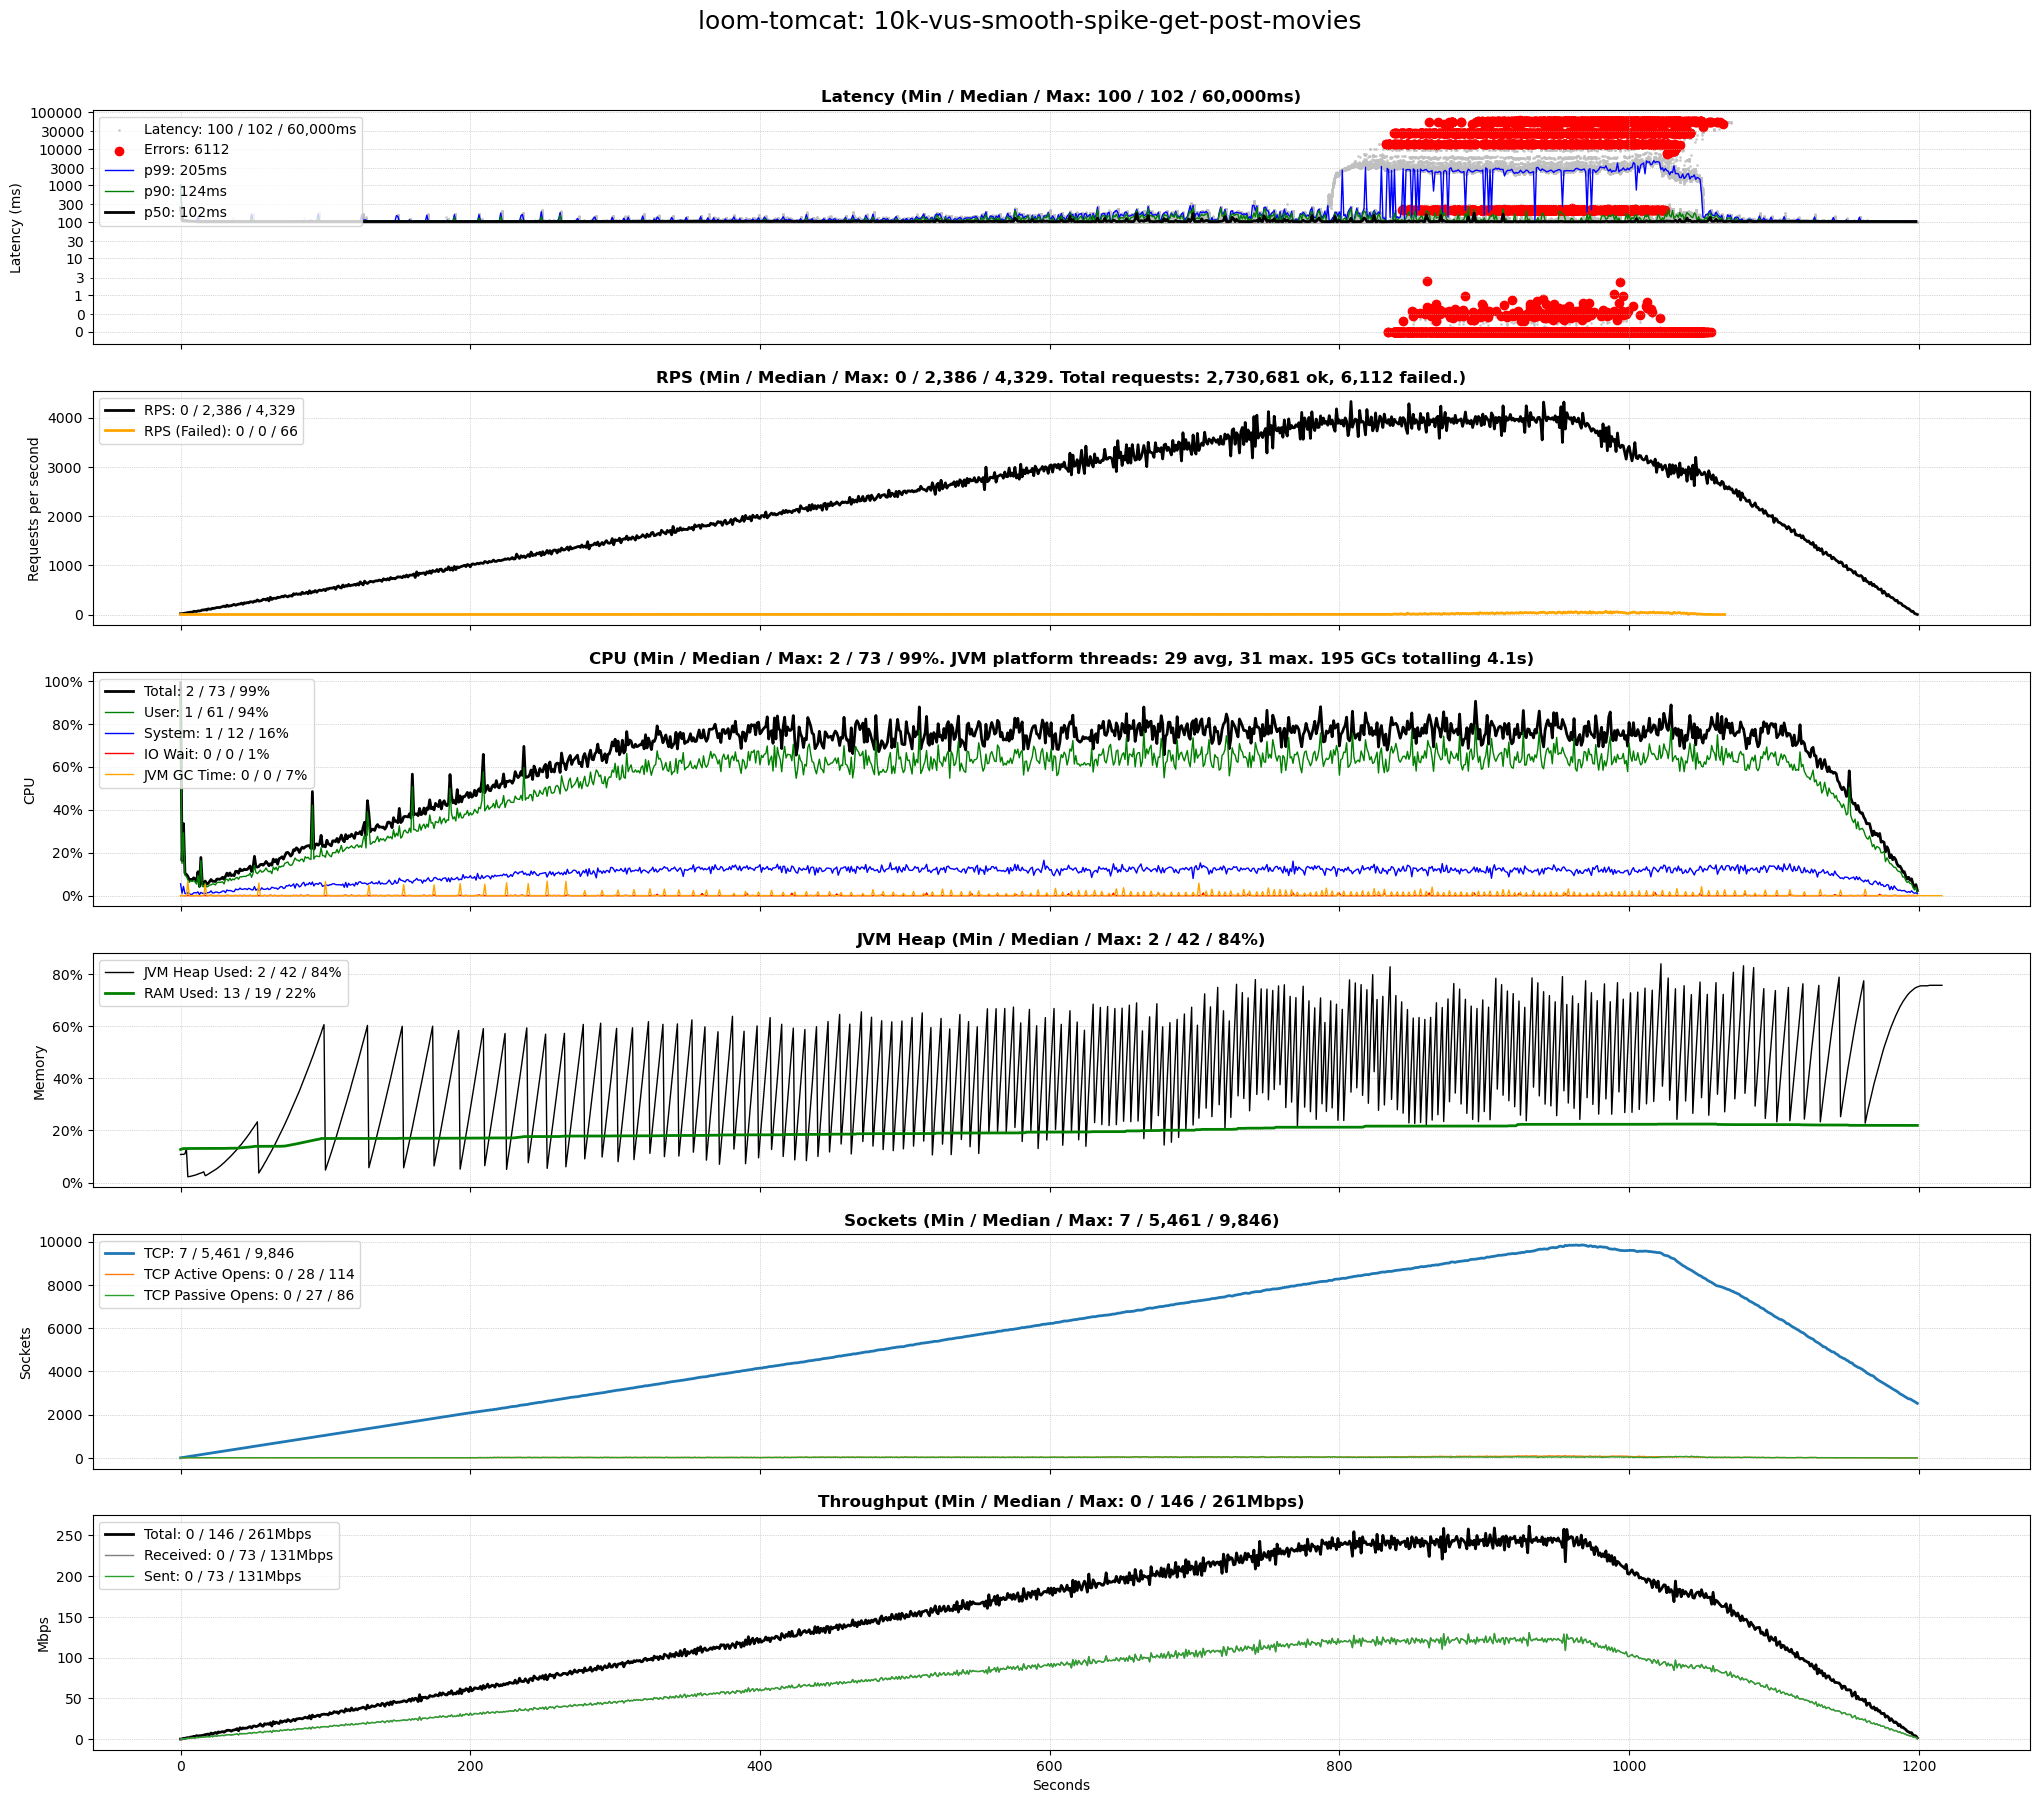 loom-tomcat: 10k-vus-smooth-spike-get-post-movies
Latency (Min / Median / Max: 100 / 102 / 60,000ms)
Latency (ms)
100000
30000
10000
3000
1000
300
100
30
10
3
1
0
0
Latency: 100 / 102 / 60,000ms
Errors: 6112
p99: 205ms
p90: 124ms
p50: 102ms
RPS (Min / Median / Max: 0 / 2,386 / 4,329. Total requests: 2,730,681 ok, 6,112 failed.)
Requests per second
4000
3000
2000
1000
0
RPS: 0 / 2,386 / 4,329
RPS (Failed): 0 / 0 / 66
CPU (Min / Median / Max: 2 / 73 / 99%. JVM platform threads: 29 avg, 31 max. 195 GCs totalling 4.1s)
CPU
100%
80%
60%
40%
20%
0%
Total: 2 / 73 / 99%
User: 1 / 61 / 94%
System: 1 / 12 / 16%
IO Wait: 0 / 0 / 1%
JVM GC Time: 0 / 0 / 7%
JVM Heap (Min / Median / Max: 2 / 42 / 84%)
Memory
80%
60%
40%
20%
0%
JVM Heap Used: 2 / 42 / 84%
RAM Used: 13 / 19 / 22%
Sockets (Min / Median / Max: 7 / 5,461 / 9,846)
Sockets
10000
8000
6000
4000
2000
0
TCP: 7 / 5,461 / 9,846
TCP Active Opens: 0 / 28 / 114
TCP Passive Opens: 0 / 27 / 86
Throughput (Min / Median / Max: 0 / 146 / 261Mbps)
Mbps
250
200
150
100
50
0
Total: 0 / 146 / 261Mbps
Received: 0 / 73 / 131Mbps
Sent: 0 / 73 / 131Mbps
0 200 400 600 800 1000 1200
Seconds